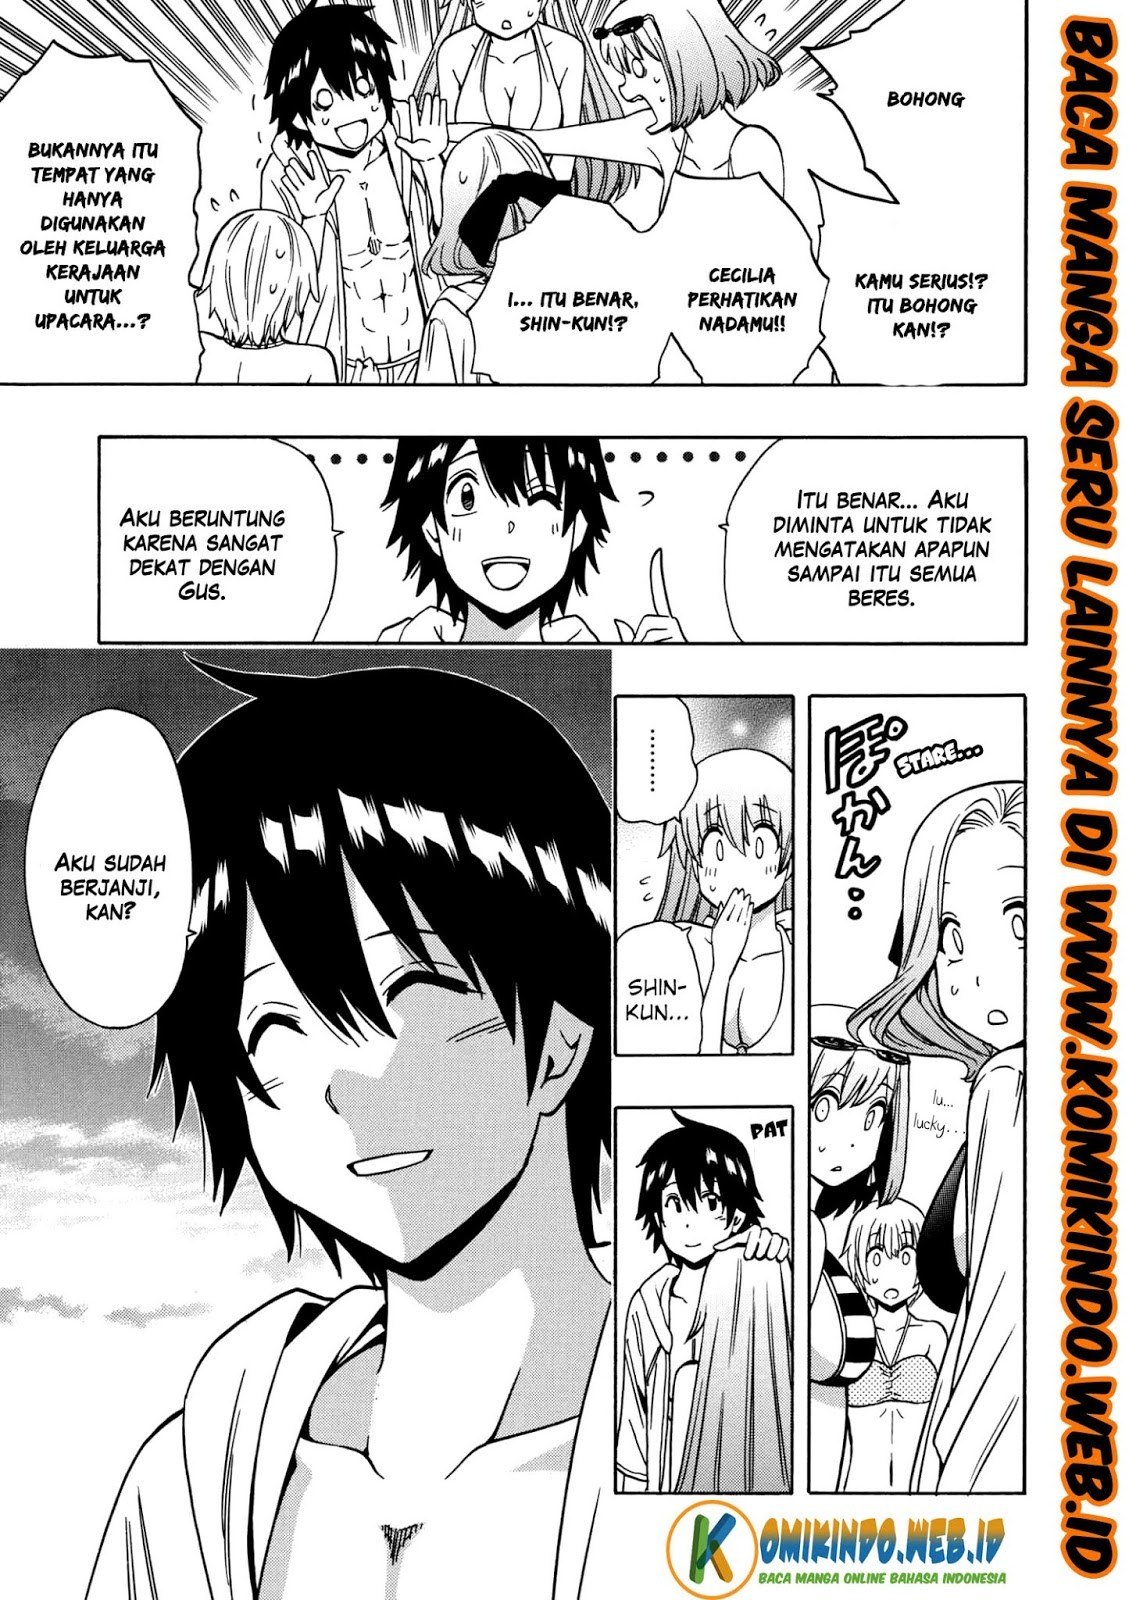 BOHONG
KAMU SERIUS!?
ITU BOHONG
KAN!?
CECILIA
PERHATIKAN
NADAMU!!
I... ITU BENAR,
SHIN-KUN!?
BUKANNYA ITU
TEMPAT YANG
HANYA
DIGUNAKAN
OLEH KELUARGA
KERAJAAN
UNTUK
UPACARA...?
ITU BENAR... AKU
DIMINTA UNTUK TIDAK
MENGATAKAN APAPUN
SAMPAI ITU SEMUA
BERES.
AKU BERUNTUNG
KARENA SANGAT
DEKAT DENGAN
GUS.
ぽかん‥
STARE...
lu...
lucky...
........
SHIN-
KUN...
PAT
AKU SUDAH
BERJANJI,
KAN?
BACA MANGA SERU LAINNYA DI WWW.KOMIKINDO.WEB.ID
KOMIKINDO.WEB.ID
BACA MANGA ONLINE BAHASA INDONESIA